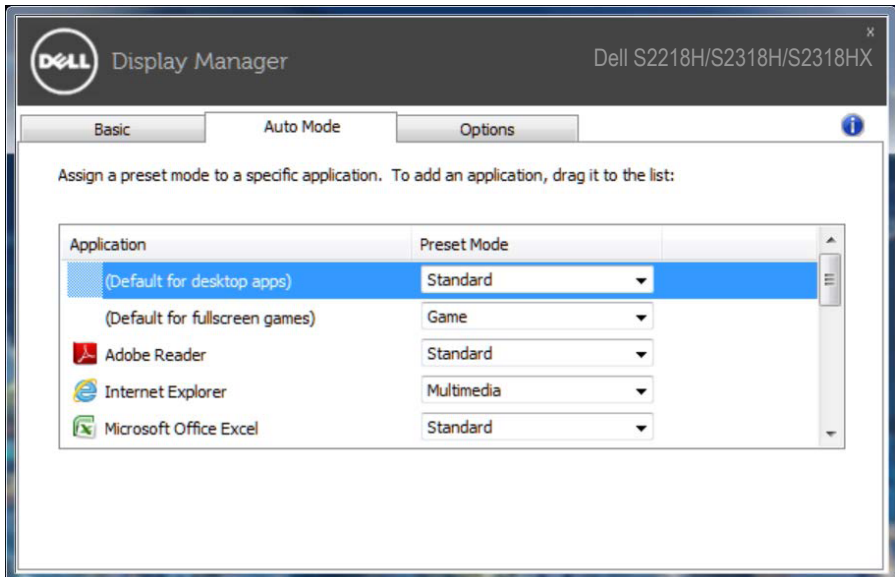 DELL Display Manager Dell S2218H/S2318H/S2318HX x
Basic Auto Mode Options i
Assign a preset mode to a specific application. To add an application, drag it to the list:
Application Preset Mode
(Default for desktop apps) Standard
(Default for fullscreen games) Game
Adobe Reader Standard
Internet Explorer Multimedia
Microsoft Office Excel Standard